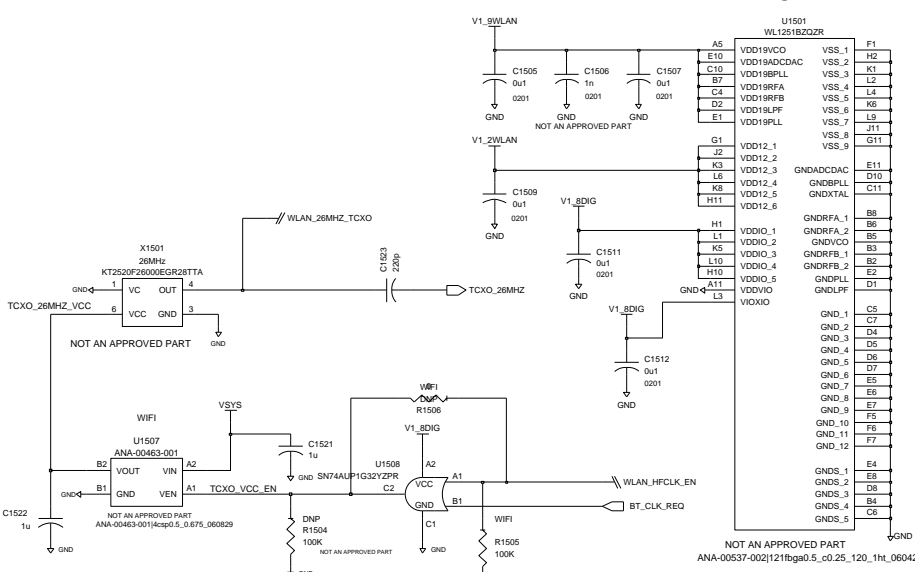 V1_9WLAN
U1501
WL1251BZQZR
A5 VDD19VCO
E10 VDD19ADCDAC
C10 VDD19BPLL
B7 VDD19RFA
C4 VDD19RFB
D2 VDD19LPF
E1 VDD19PLL
VSS_1 F1
VSS_2 H2
VSS_3 K1
VSS_4 L2
VSS_5 L4
VSS_6 K6
VSS_7 L9
VSS_8 J11
VSS_9 G11
C1505
0u1
0201
GND
C1506
1n
0201
GND
C1507
0u1
0201
GND
NOT AN APPROVED PART
V1_2WLAN
G1 VDD12_1
J2 VDD12_2
K3 VDD12_3
L6 VDD12_4
K8 VDD12_5
H11 VDD12_6
GNDADCDAC E11
GNDBPLL D10
GNDXTAL C11
C1509
0u1
0201
GND
V1_8DIG
H1 VDDIO_1
L1 VDDIO_2
K5 VDDIO_3
L10 VDDIO_4
H10 VDDIO_5
GND A11 VDDVIO
L3 VIOXIO
GNDRFA_1 B8
GNDRFA_2 B6
GNDVCO B5
GNDRFB_1 B3
GNDRFB_2 B2
GNDPLL E2
GNDLPF D1
C1511
0u1
0201
GND
WLAN_26MHZ_TCXO
X1501
26MHz
KT2520F26000EGR28TTA
GND 1 VC OUT 4
TCXO_26MHZ_VCC
6 VCC GND 3
GND
NOT AN APPROVED PART
C1523
220p
TCXO_26MHZ
V1_8DIG
C1512
0u1
0201
GND
GND_1 C5
GND_2 C7
GND_3 D4
GND_4 D5
GND_5 D6
GND_6 D7
GND_7 E5
GND_8 E6
GND_9 E7
GND_10 F5
GND_11 F6
GND_12 F7
GNDS_1 E4
GNDS_2 E8
GNDS_3 D8
GNDS_4 B4
GNDS_5 C6
GND
NOT AN APPROVED PART
ANA-00537-002|121fbga0.5_c0.25_120_1ht_06042
WIFI
DNP
R1506
WIFI
VSYS
U1507
ANA-00463-001
B2 VOUT VIN A2
GND B1 GND VEN A1
TCXO_VCC_EN
NOT AN APPROVED PART
ANA-00463-001|4csp0.5_0.675_060829
C1521
1u
GND
C1522
1u
GND
V1_8DIG
U1508
SN74AUP1G32YZPR
A2
VCC
A1
C2
GND
B1
C1
GND
WLAN_HFCLK_EN
BT_CLK_REQ
DNP
R1504
100K
NOT AN APPROVED PART
GND
WIFI
R1505
100K